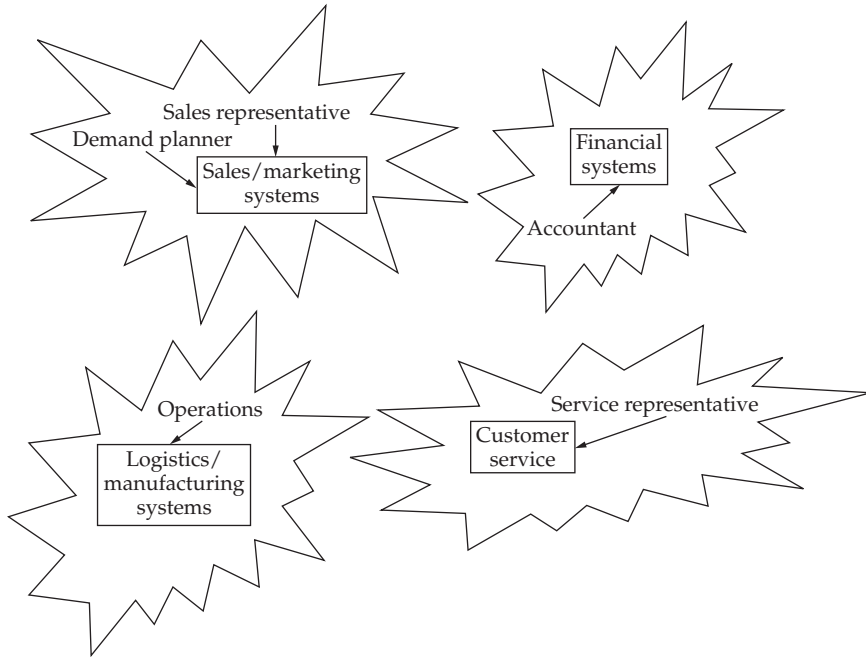 Sales representative
Demand planner
Sales/marketing
systems
Financial
systems
Accountant
Operations
Logistics/
manufacturing
systems
Service representative
Customer
service